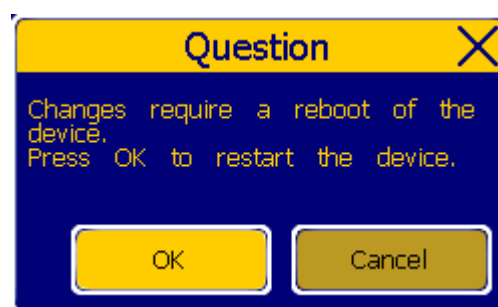 Question
Changes require a reboot of the
device.
Press OK to restart the device.
OK
Cancel